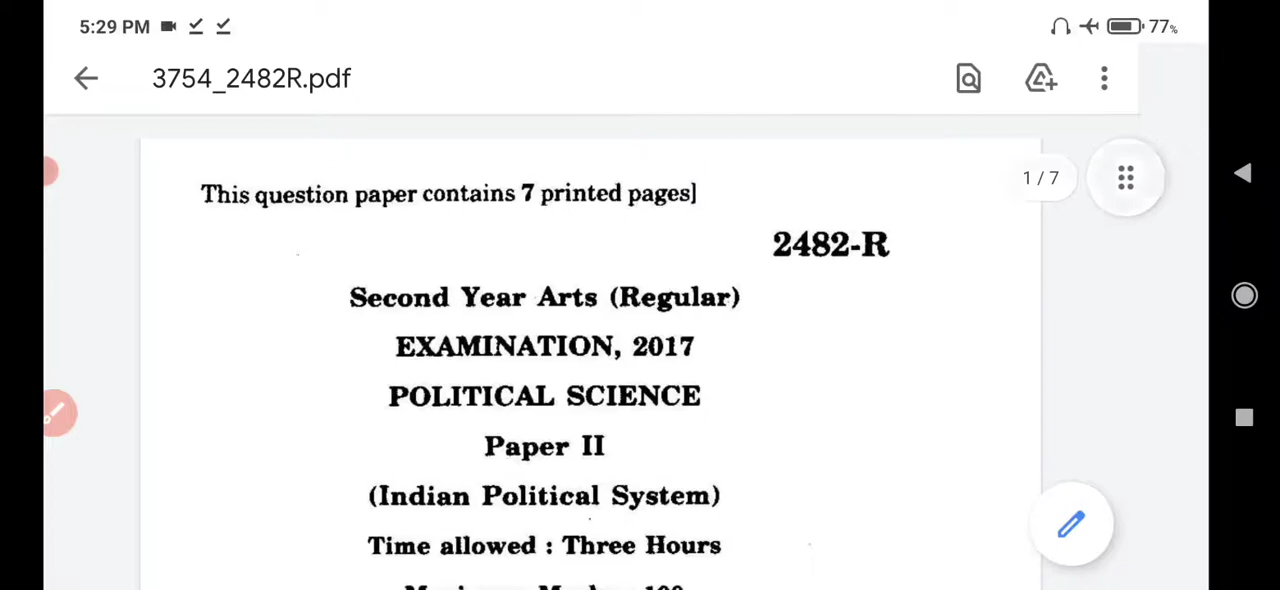 5:29 PM
77%
3754_2482R.pdf
This question paper contains 7 printed pages]
1 / 7
2482-R
Second Year Arts (Regular)
EXAMINATION, 2017
POLITICAL SCIENCE
Paper II
(Indian Political System)
Time allowed : Three Hours